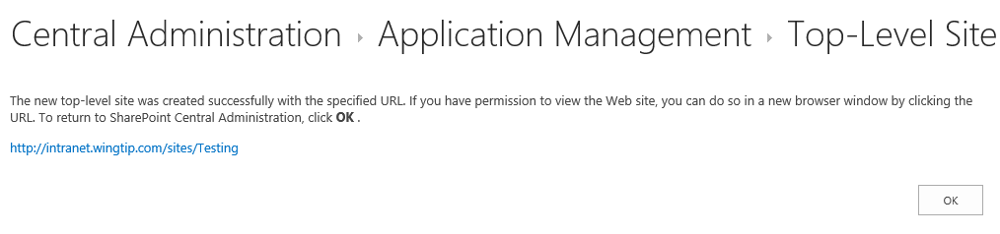 Central Administration ▸ Application Management ▸ Top-Level Site
The new top-level site was created successfully with the specified URL. If you have permission to view the Web site, you can do so in a new browser window by clicking the
URL. To return to SharePoint Central Administration, click OK .
http://intranet.wingtip.com/sites/Testing
OK